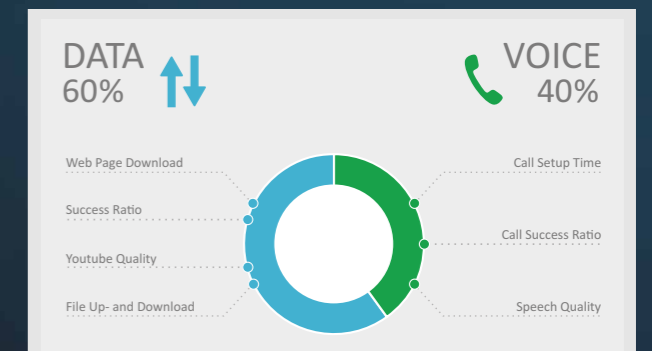 DATA
60%
VOICE
40%
Web Page Download
Success Ratio
Youtube Quality
File Up- and Download
Call Setup Time
Call Success Ratio
Speech Quality